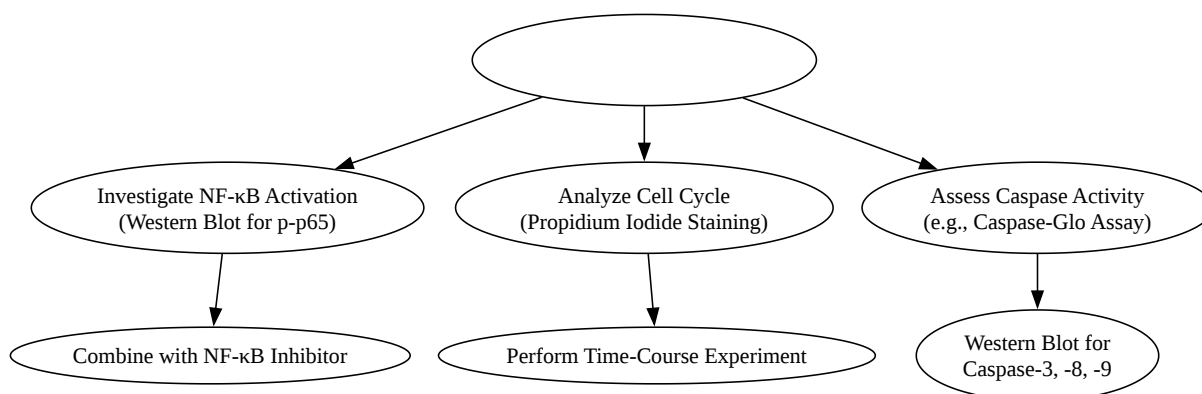 Investigate NF-κB Activation
(Western Blot for p-p65)
Analyze Cell Cycle
(Propidium Iodide Staining)
Assess Caspase Activity
(e.g., Caspase-Glo Assay)
Combine with NF-κB Inhibitor
Perform Time-Course Experiment
Western Blot for
Caspase-3, -8, -9